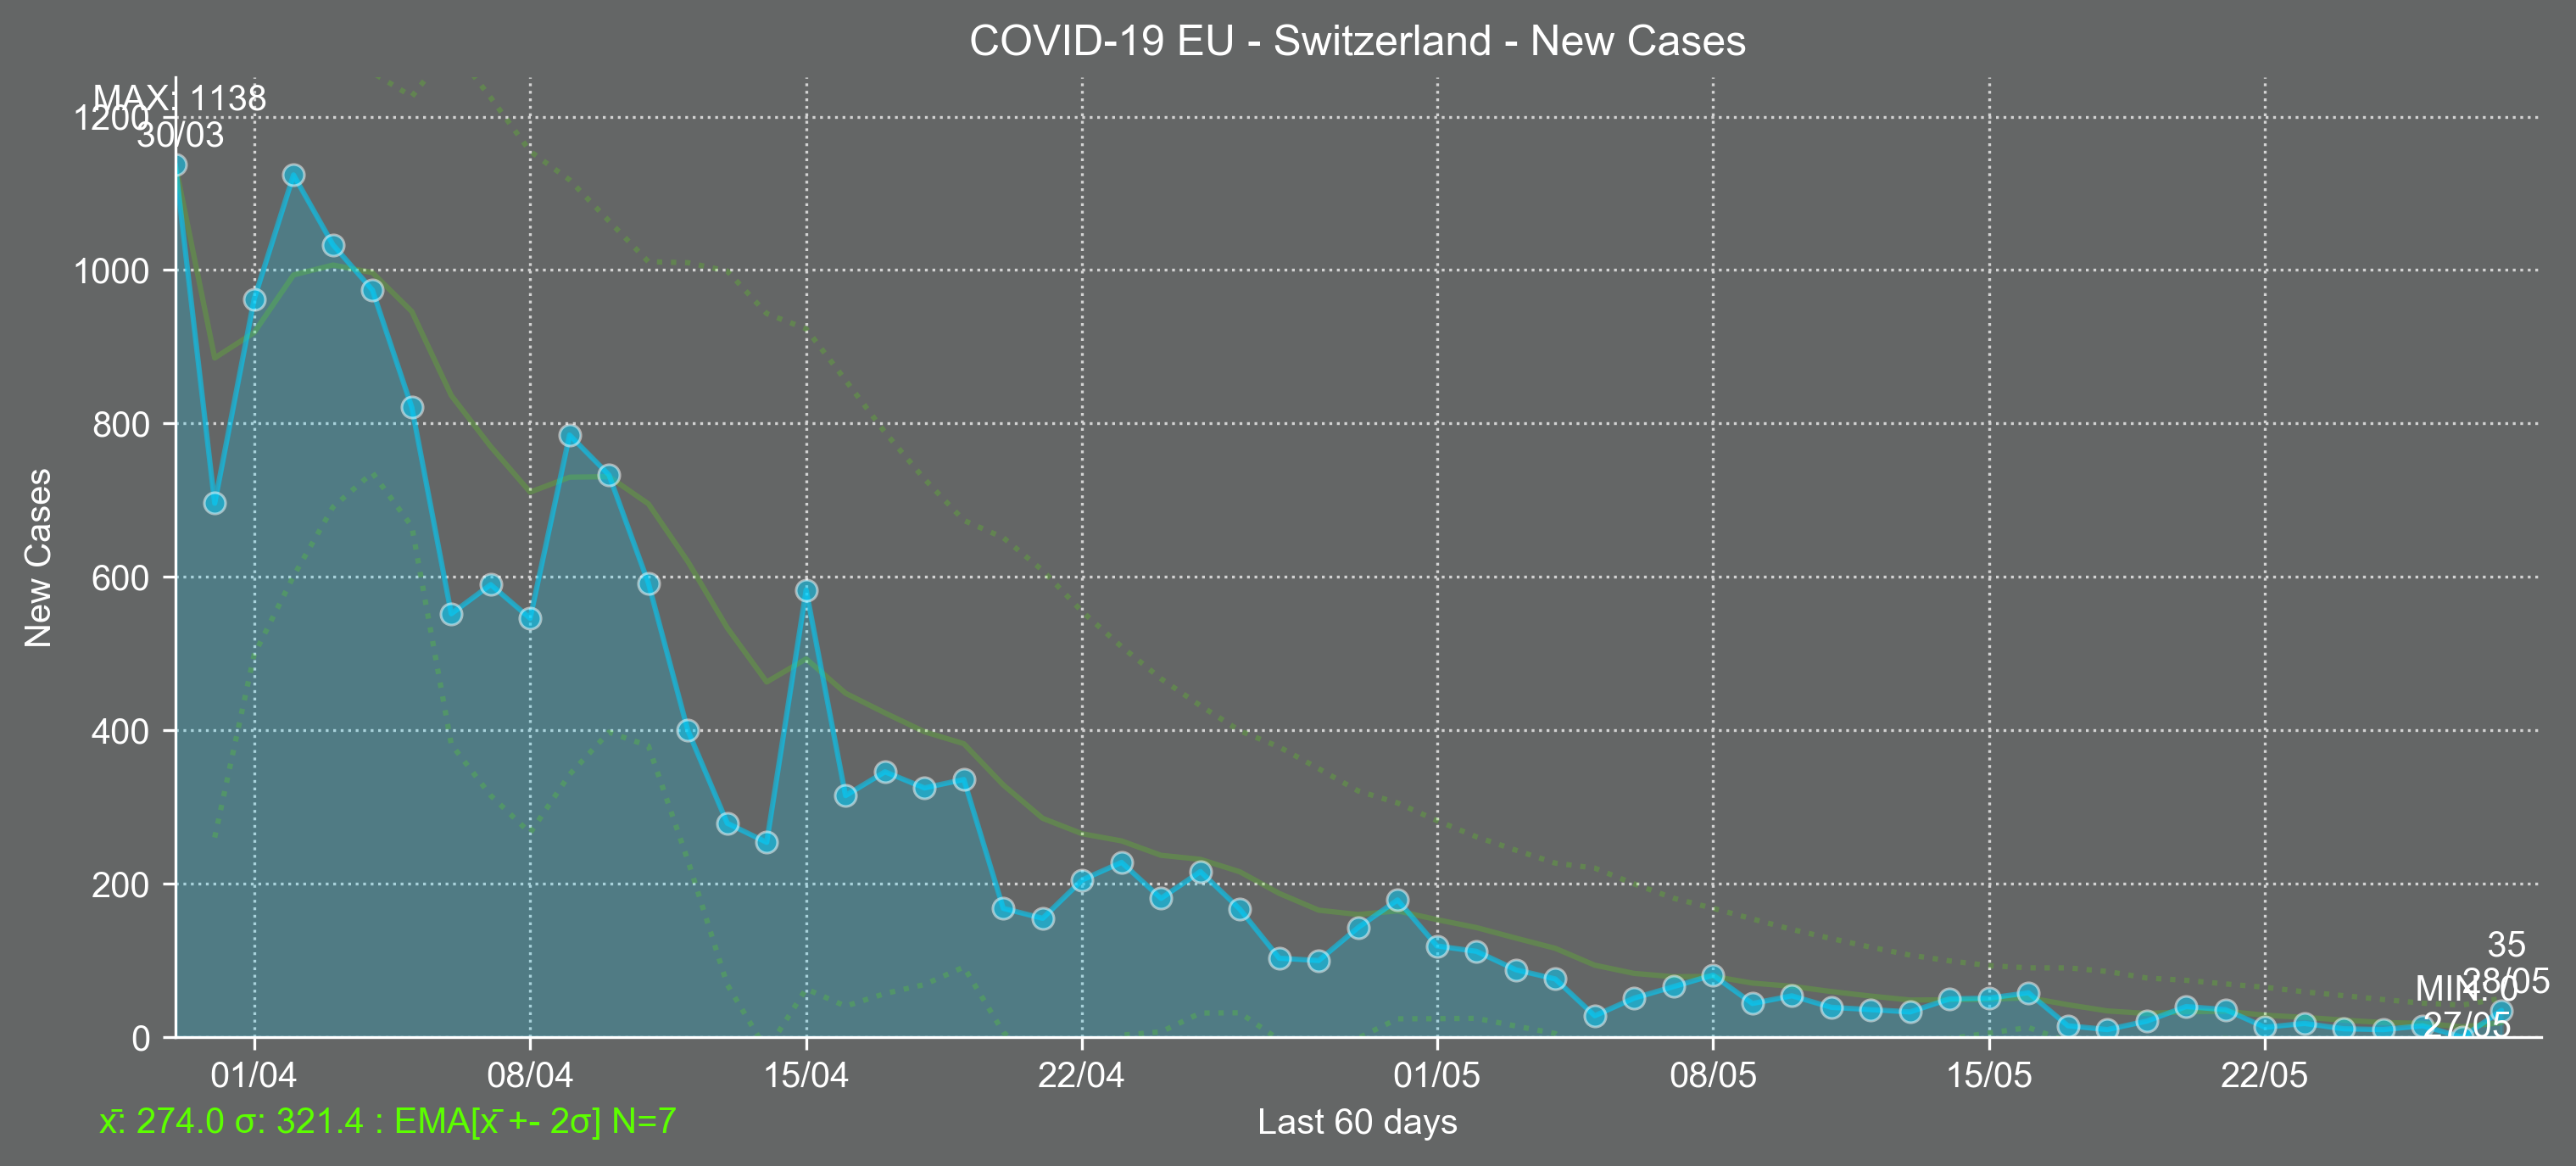 COVID-19 EU - Switzerland - New Cases
MAX: 1138
30/03
1200
1000
800
600
400
200
0
New Cases
35
28/05
MIN: 0
27/05
01/04 08/04 15/04 22/04 01/05 08/05 15/05 22/05
x̄: 274.0 σ: 321.4 : EMA[x̄ +- 2σ] N=7
Last 60 days